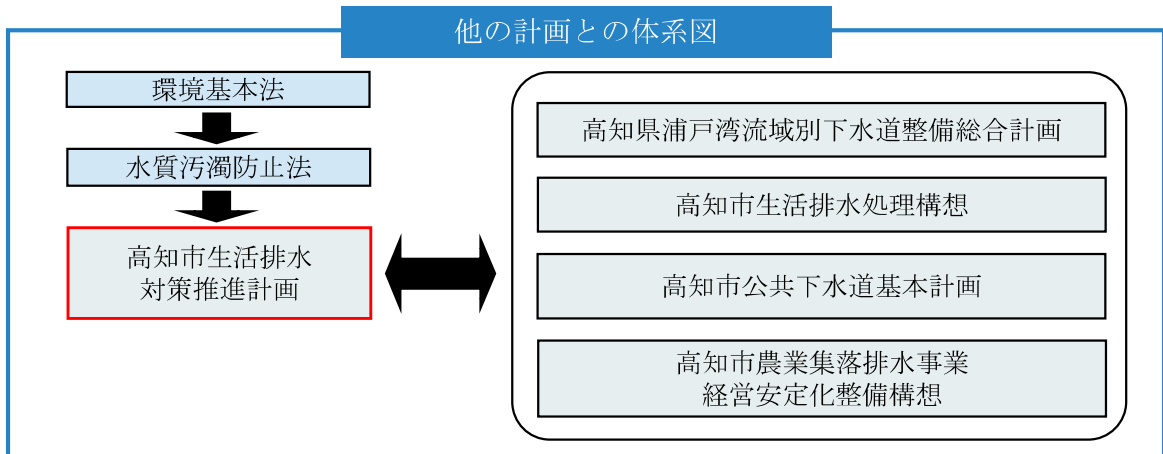 他の計画との体系図
環境基本法
水質汚濁防止法
高知市生活排水
対策推進計画
高知県浦戸湾流域別下水道整備総合計画
高知市生活排水処理構想
高知市公共下水道基本計画
高知市農業集落排水事業
経営安定化整備構想